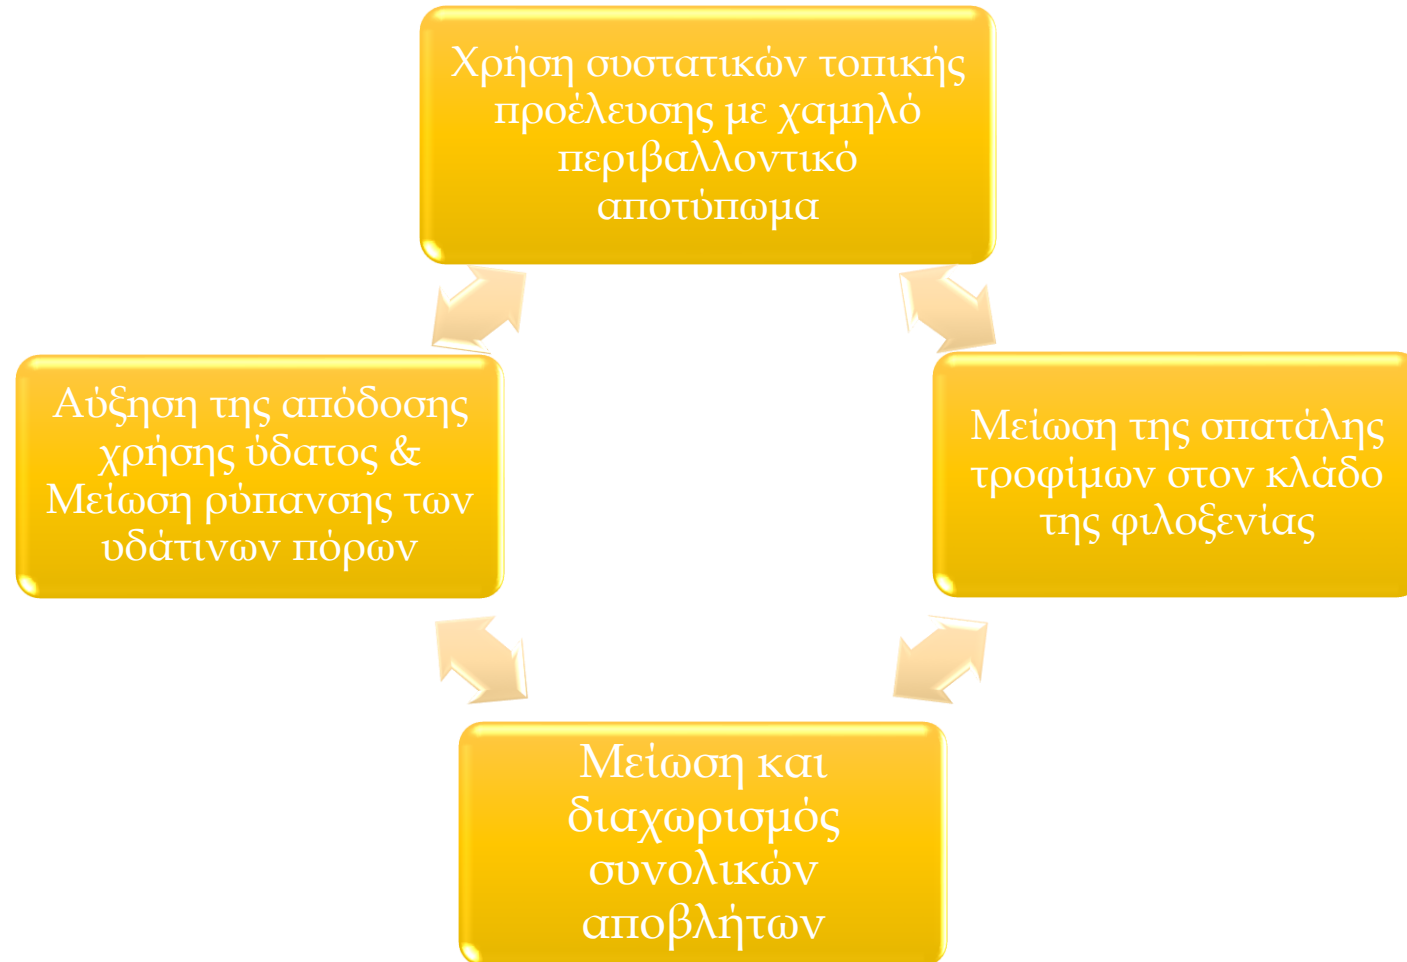 Χρήση συστατικών τοπικής
προέλευσης με χαμηλό
περιβαλλοντικό
αποτύπωμα
Αύξηση της απόδοσης
χρήσης ύδατος &
Μείωση ρύπανσης των
υδάτινων πόρων
Μείωση της σπατάλης
τροφίμων στον κλάδο
της φιλοξενίας
Μείωση και
διαχωρισμός
συνολικών
αποβλήτων